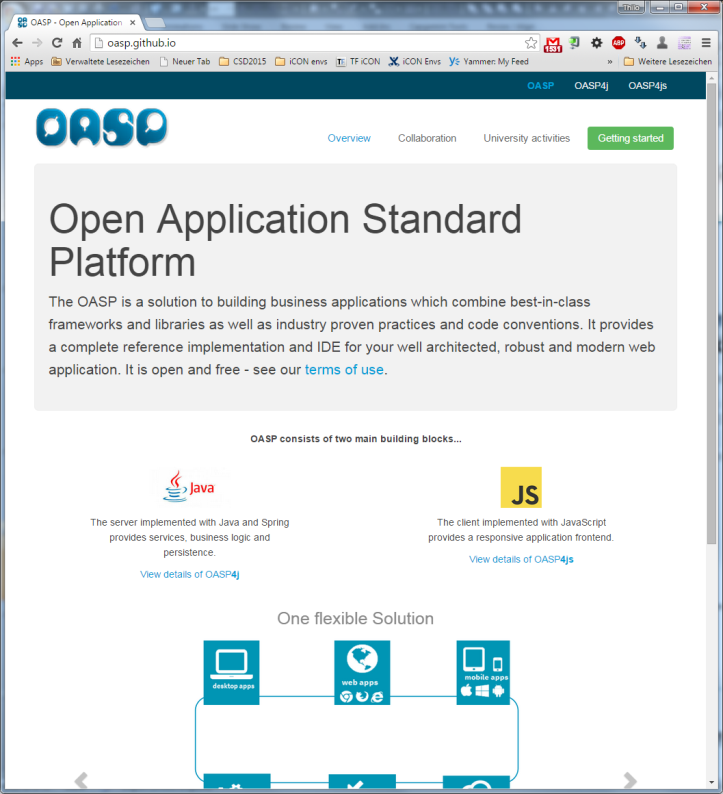 Thilo
OASP - Open Application
oasp.github.io
1531
ABP
Apps Verwaltete Lesezeichen Neuer Tab CSD2015 iCON envs TF iCON iCON Envs Yammer: My Feed » Weitere Lesezeichen
OASP OASP4j OASP4js
OASP
Overview Collaboration University activities Getting started
Open Application Standard
Platform
The OASP is a solution to building business applications which combine best-in-class
frameworks and libraries as well as industry proven practices and code conventions. It provides
a complete reference implementation and IDE for your well architected, robust and modern web
application. It is open and free - see our terms of use.
OASP consists of two main building blocks...
Java
JS
The server implemented with Java and Spring
provides services, business logic and
persistence.
View details of OASP4j
The client implemented with JavaScript
provides a responsive application frontend.
View details of OASP4js
One flexible Solution
desktop apps
web apps
mobile apps